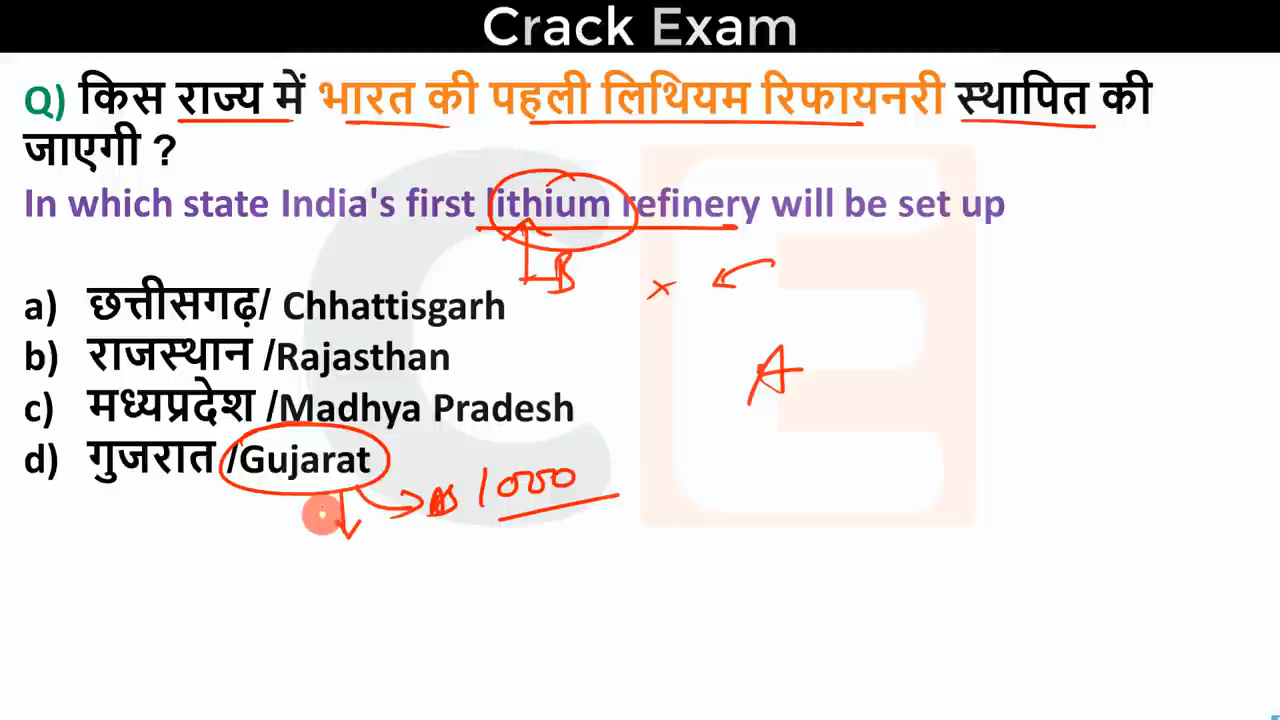 Crack Exam
Q) किस राज्य में भारत की पहली लिथियम रिफायनरी स्थापित की
जाएगी ?
In which state India's first lithium refinery will be set up
B
a) छत्तीसगढ़/ Chhattisgarh
b) राजस्थान /Rajasthan
A
c) मध्यप्रदेश /Madhya Pradesh
d) गुजरात /Gujarat
1000